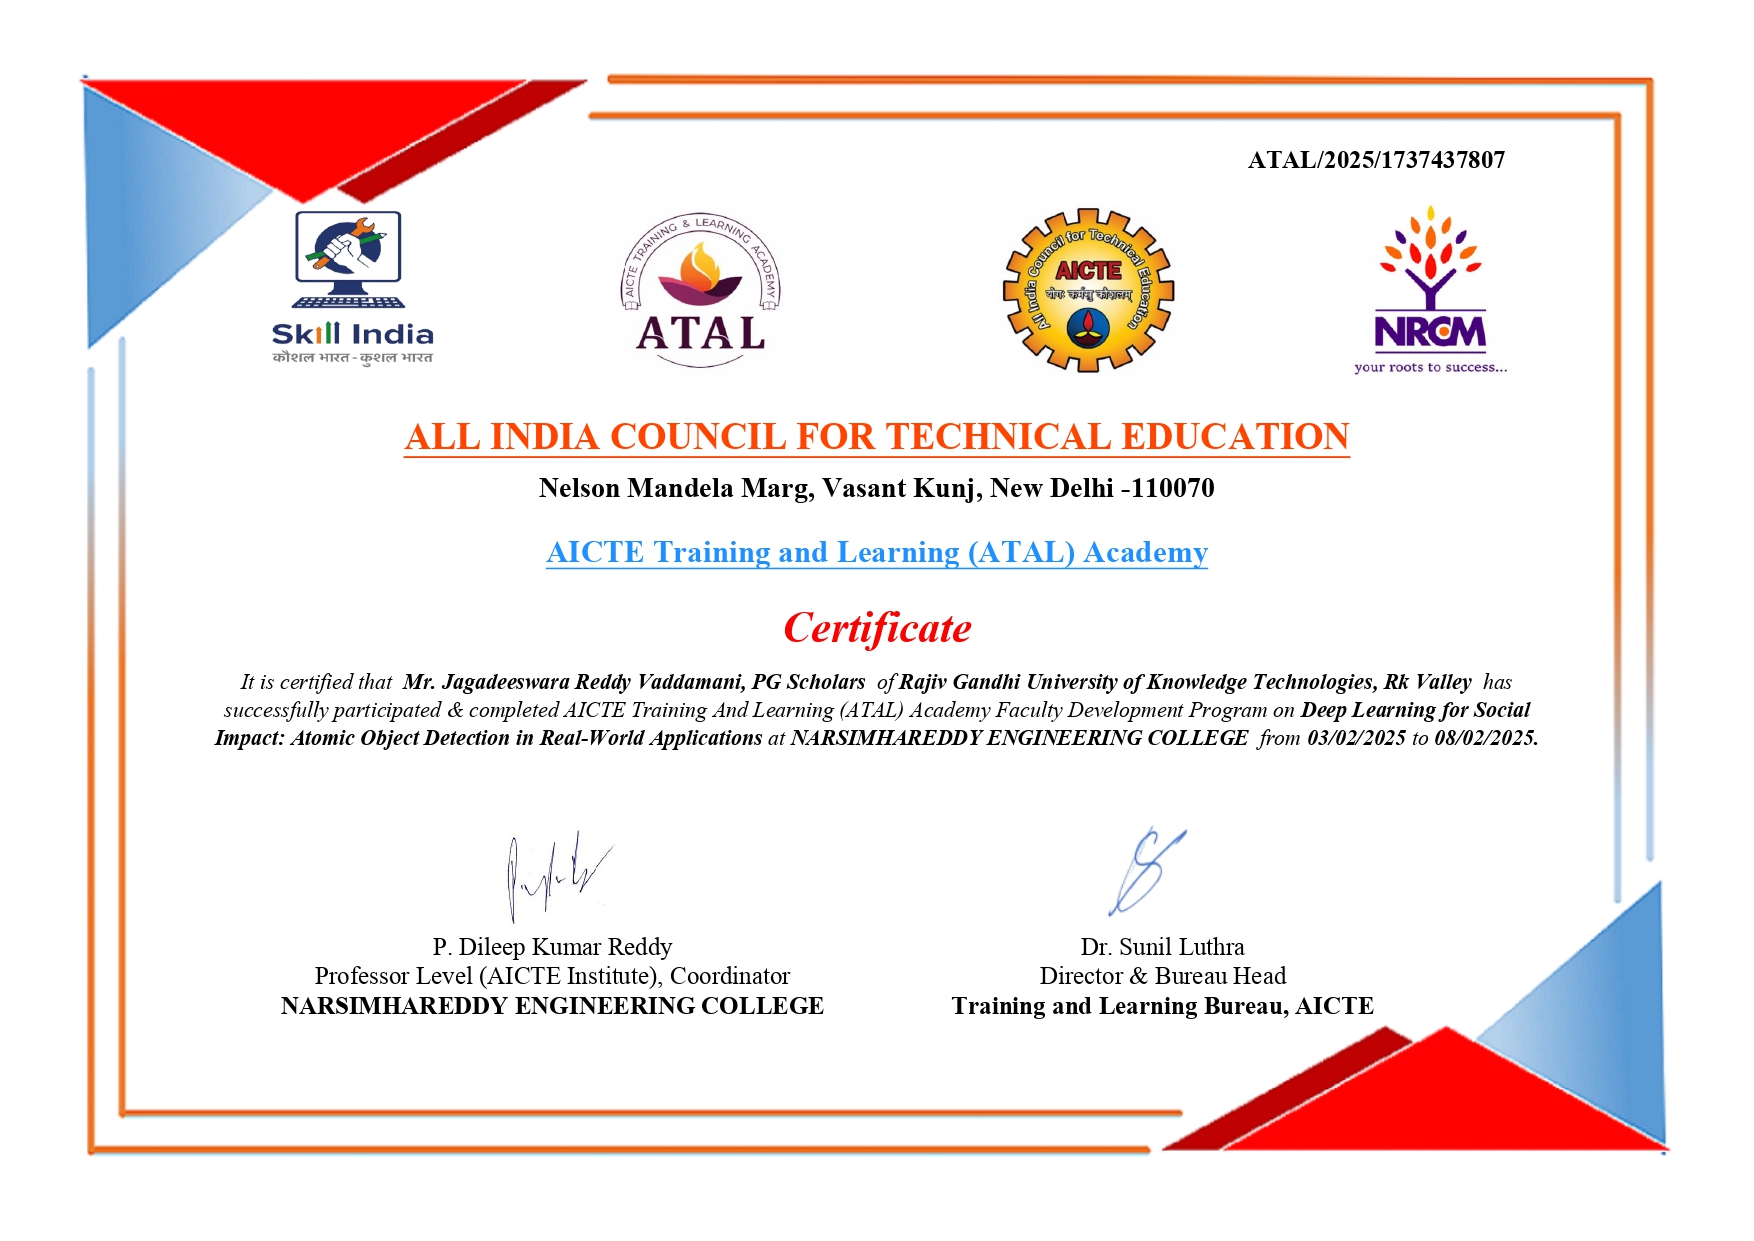 ATAL/2025/1737437807
Skill India
कौशल भारत - कुशल भारत
AICTE TRAINING & LEARNING ACADEMY
ATAL
All India Council for Technical Education
AICTE
योगः कर्मसु कौशलम्
NRCM
your roots to success...
ALL INDIA COUNCIL FOR TECHNICAL EDUCATION
Nelson Mandela Marg, Vasant Kunj, New Delhi -110070
AICTE Training and Learning (ATAL) Academy
Certificate
It is certified that Mr. Jagadeeswara Reddy Vaddamani, PG Scholars of Rajiv Gandhi University of Knowledge Technologies, Rk Valley has
successfully participated & completed AICTE Training And Learning (ATAL) Academy Faculty Development Program on Deep Learning for Social
Impact: Atomic Object Detection in Real-World Applications at NARSIMHAREDDY ENGINEERING COLLEGE from 03/02/2025 to 08/02/2025.
P. Dileep Kumar Reddy
Professor Level (AICTE Institute), Coordinator
NARSIMHAREDDY ENGINEERING COLLEGE
Dr. Sunil Luthra
Director & Bureau Head
Training and Learning Bureau, AICTE